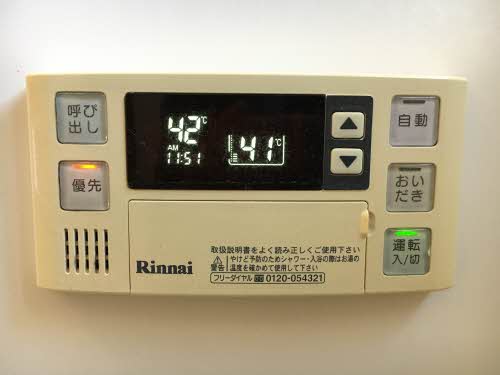 呼び
出し
優先
42℃
AM
11:51
41℃
自動
おい
だき
運転
入/切
Rinnai
取扱説明書をよく読み正しくご使用下さい
警告
やけど予防のためシャワー・入浴の際はお湯の
温度を確かめて使用して下さい
フリーダイヤル 0120-054321